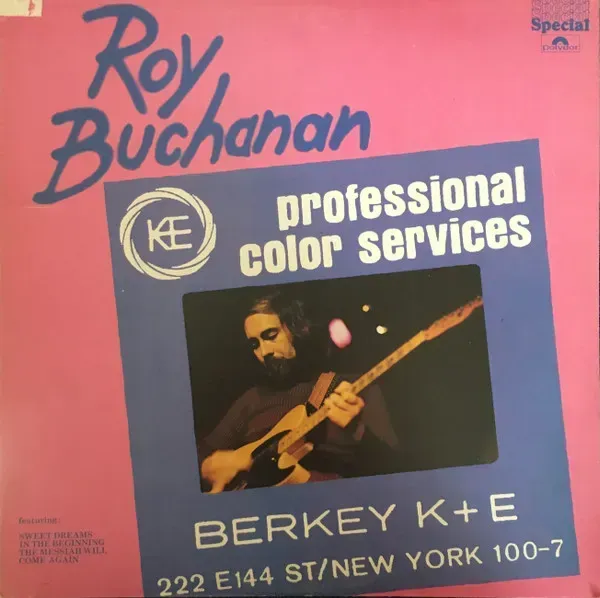 Roy
Buchanan
Special
polydor
KE
professional
color services
BERKEY K+E
222 E144 ST/NEW YORK 100-7
featuring:
SWEET DREAMS
IN THE BEGINNING
THE MESSIAH WILL
COME AGAIN